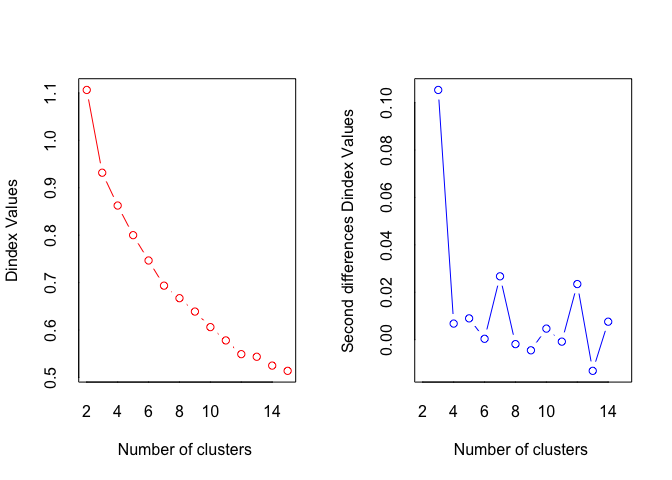 Dindex Values
1.1
1.0
0.9
0.8
0.7
0.6
0.5
2 4 6 8 10 14
Number of clusters
Second differences Dindex Values
0.10
0.08
0.06
0.04
0.02
0.00
2 4 6 8 10 14
Number of clusters